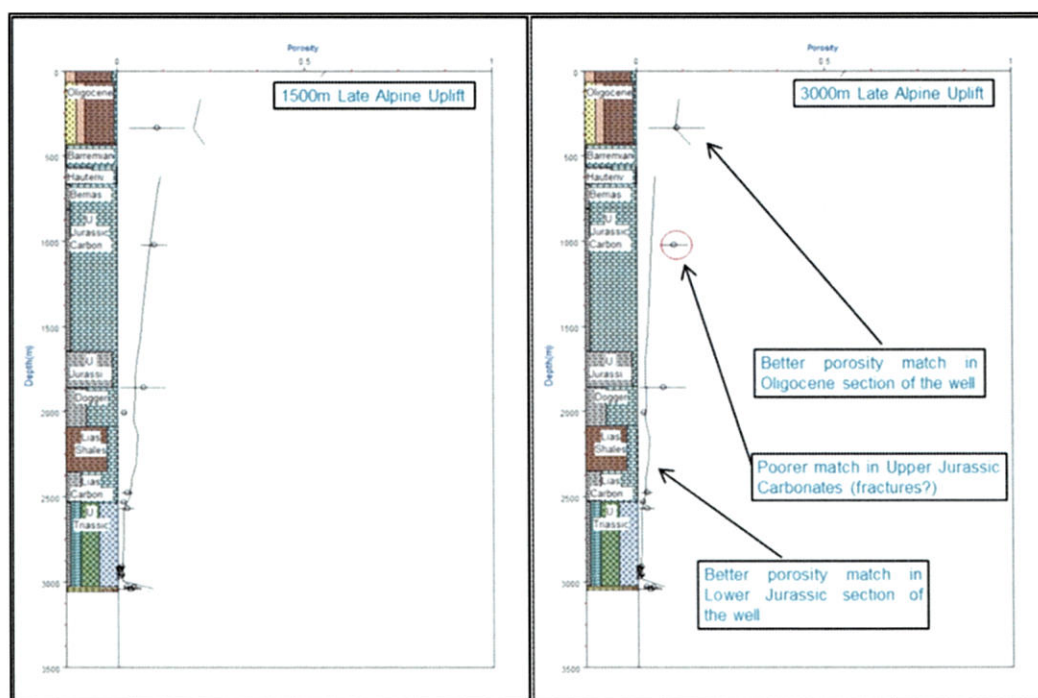 Porosity
0
0.5
1
1500m Late Alpine Uplift
Depth(m)
0
500
1000
1500
2000
2500
3000
3500
Oligocene
Barremian
Hauteriv
Berrias
U
Jurassic
Carbon
U
Jurassi
Dogger
Lias
Shales
Lias
Carbon
U
Triassic
Porosity
0
0.5
1
3000m Late Alpine Uplift
Depth(m)
0
500
1000
1500
2000
2500
3000
3500
Oligocene
Barremian
Hauteriv
Berrias
U
Jurassic
Carbon
U
Jurassi
Dogger
Lias
Shales
Lias
Carbon
U
Triassic
Better porosity match in
Oligocene section of the well
Poorer match in Upper Jurassic
Carbonates (fractures?)
Better porosity match in
Lower Jurassic section of
the well